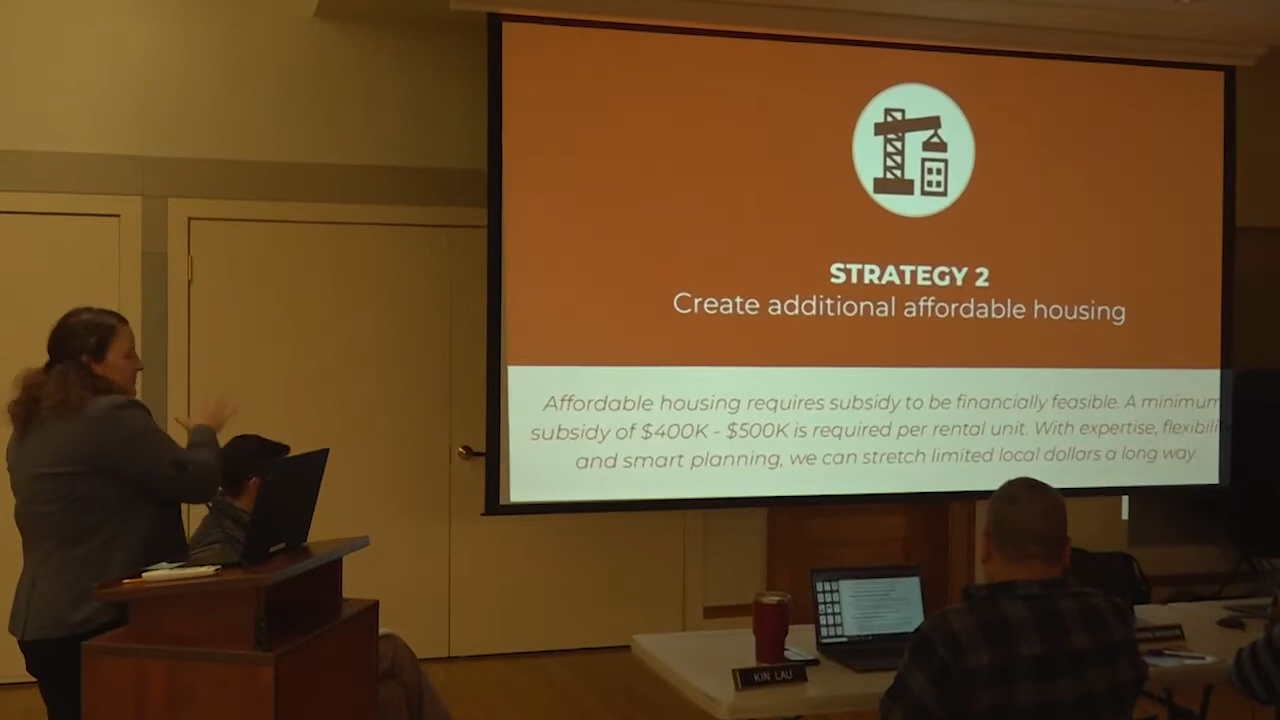 STRATEGY 2
Create additional affordable housing
Affordable housing requires subsidy to be financially feasible. A minimum
subsidy of $400K - $500K is required per rental unit. With expertise,
and smart planning, we can stretch limited local dollars a long way.
KIN LAU